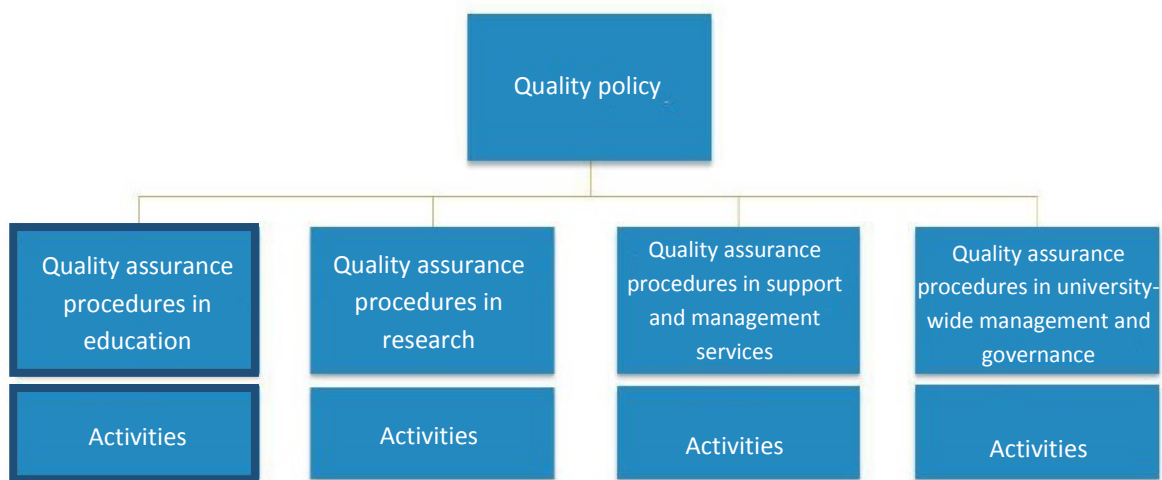 Quality policy
Quality assurance
procedures in
education
Quality assurance
procedures in
research
Quality assurance
procedures in support
and management
services
Quality assurance
procedures in university-
wide management and
governance
Activities
Activities
Activities
Activities